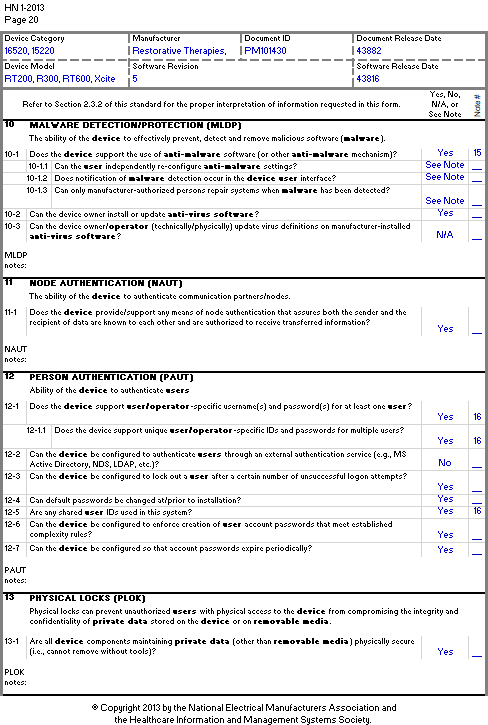 HN 1-2013
Page 20
Device Category Manufacturer Document ID Document Release Date
16520, 15220 Restorative Therapies, PM101430 43882
Device Model Software Revision Software Release Date
RT200, R300, RT600, Xcite 5 43816
Refer to Section 2.3.2 of this standard for the proper interpretation of information requested in this form.
Yes, No,
N/A, or
See Note
Note #
10 MALWARE DETECTION/PROTECTION (MLDP)
The ability of the device to effectively prevent, detect and remove malicious software (malware).
10-1 Does the device support the use of anti-malware software (or other anti-malware mechanism)? Yes 15
10-1.1 Can the user independently re-configure anti-malware settings? See Note __
10-1.2 Does notification of malware detection occur in the device user interface? See Note __
10-1.3 Can only manufacturer-authorized persons repair systems when malware has been detected?
See Note __
10-2 Can the device owner install or update anti-virus software? Yes __
10-3 Can the device owner/operator (technically/physically) update virus definitions on manufacturer-installed
anti-virus software? N/A __
MLDP
notes:
11 NODE AUTHENTICATION (NAUT)
The ability of the device to authenticate communication partners/nodes.
11-1 Does the device provide/support any means of node authentication that assures both the sender and the
recipient of data are known to each other and are authorized to receive transferred information?
Yes __
NAUT
notes:
12 PERSON AUTHENTICATION (PAUT)
Ability of the device to authenticate users
12-1 Does the device support user/operator-specific username(s) and password(s) for at least one user?
Yes 16
12-1.1 Does the device support unique user/operator-specific IDs and passwords for multiple users?
Yes 16
12-2 Can the device be configured to authenticate users through an external authentication service (e.g., MS
Active Directory, NDS, LDAP, etc.)? No __
12-3 Can the device be configured to lock out a user after a certain number of unsuccessful logon attempts?
Yes __
12-4 Can default passwords be changed at/prior to installation? Yes __
12-5 Are any shared user IDs used in this system? Yes 16
12-6 Can the device be configured to enforce creation of user account passwords that meet established
complexity rules? Yes __
12-7 Can the device be configured so that account passwords expire periodically? Yes __
PAUT
notes:
13 PHYSICAL LOCKS (PLOK)
Physical locks can prevent unauthorized users with physical access to the device from compromising the integrity and
confidentiality of private data stored on the device or on removable media.
13-1 Are all device components maintaining private data (other than removable media) physically secure
(i.e., cannot remove without tools)? Yes __
PLOK
notes:
© Copyright 2013 by the National Electrical Manufacturers Association and
the Healthcare Information and Management Systems Society.